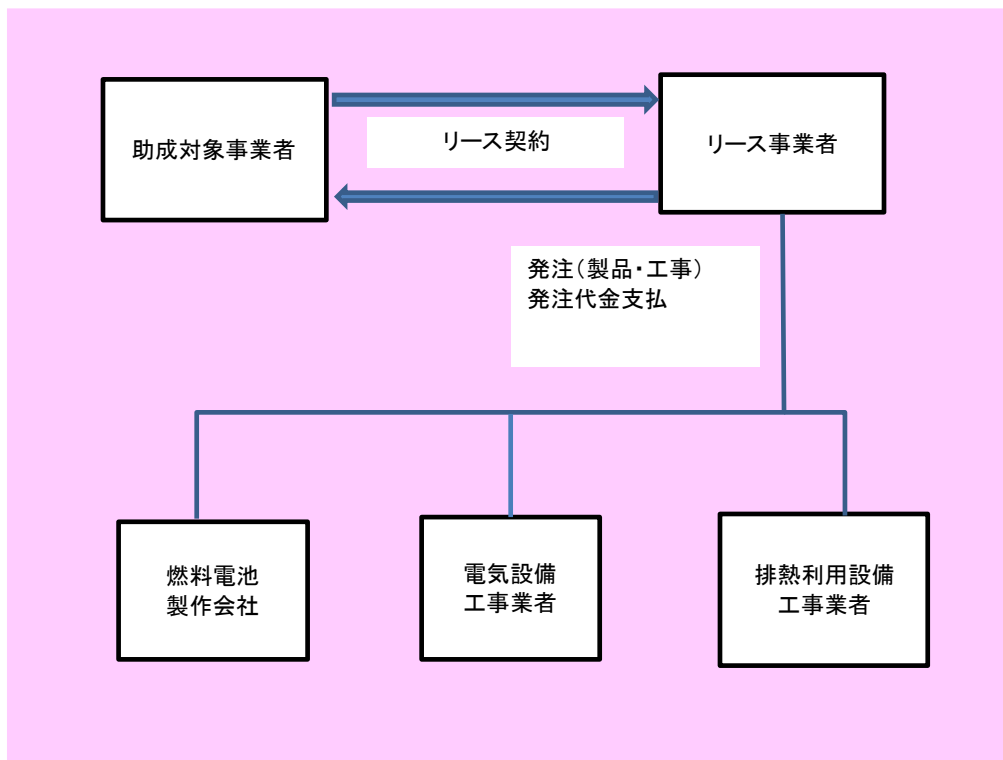 助成対象事業者
リース契約
リース事業者
発注(製品・工事)
発注代金支払
燃料電池
製作会社
電気設備
工事業者
排熱利用設備
工事業者